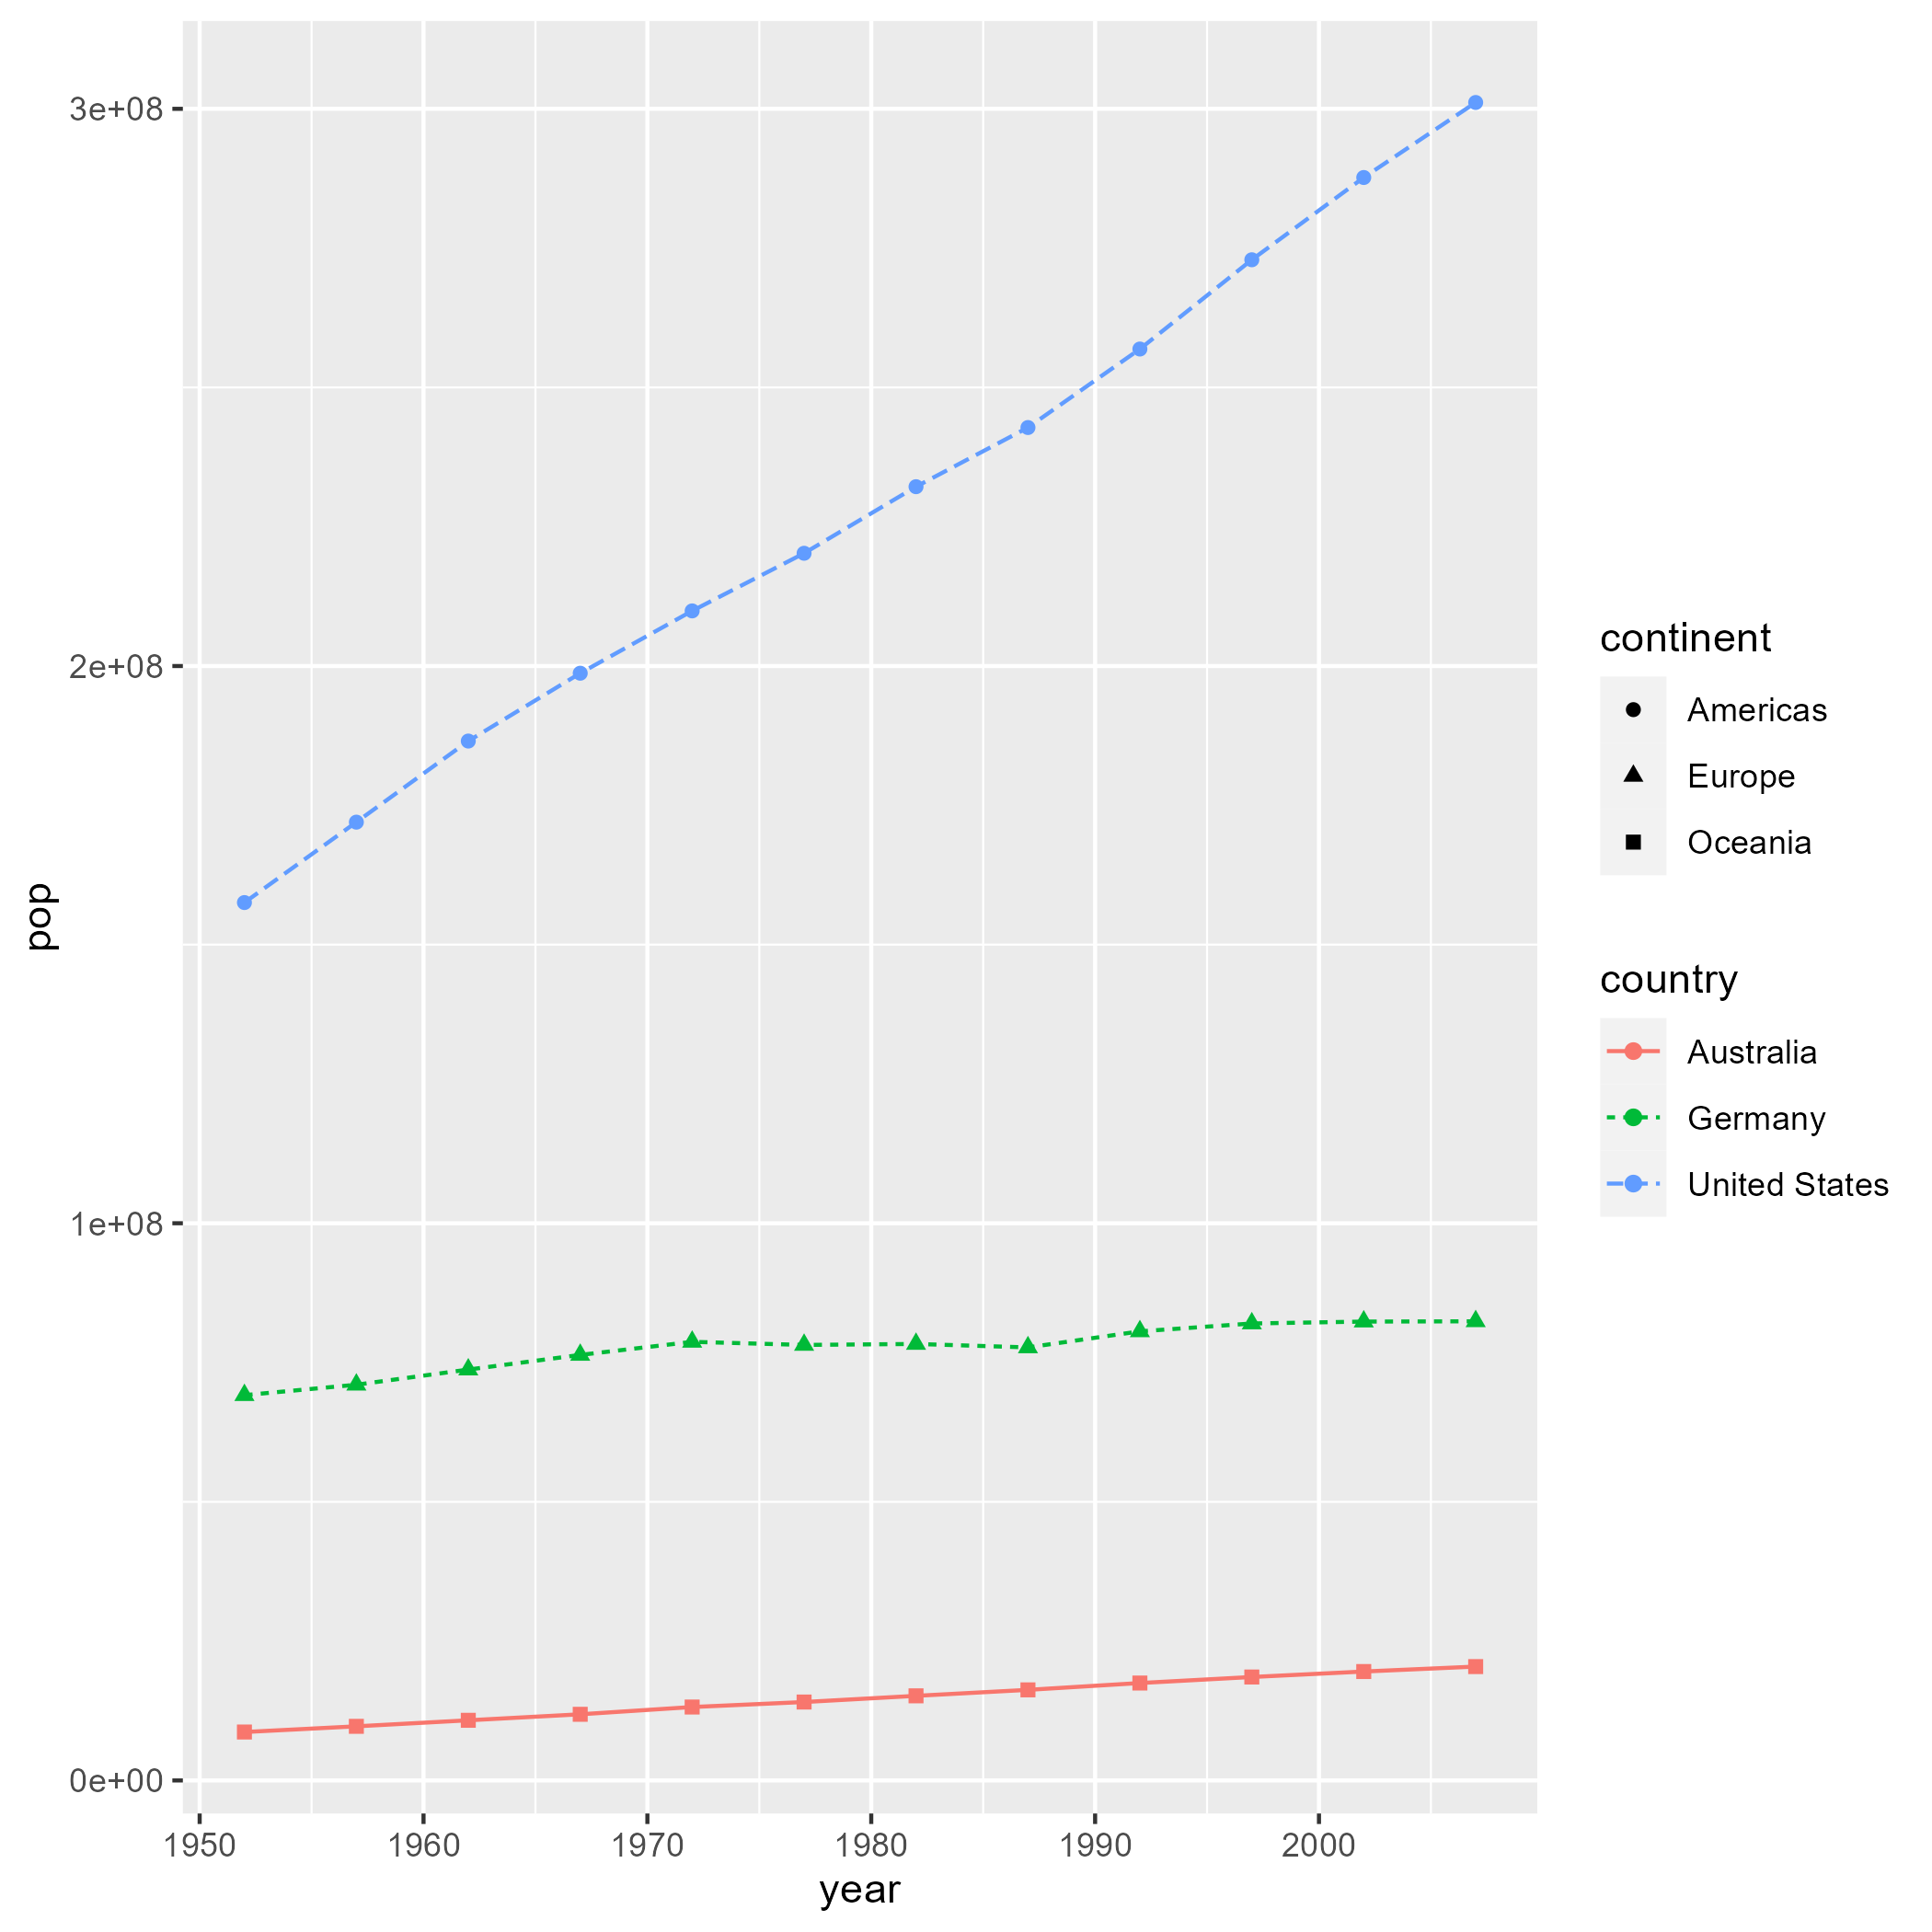 3e+08
2e+08
1e+08
0e+00
pop
1950 1960 1970 1980 1990 2000
year
continent
Americas
Europe
Oceania
country
Australia
Germany
United States